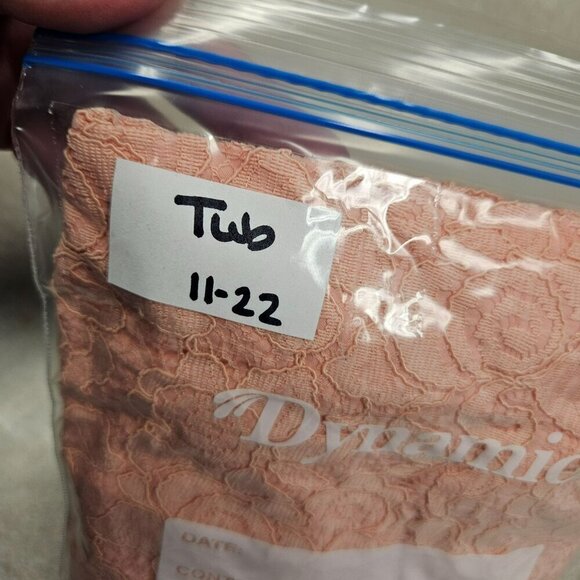 Tub
11-22
Dynamic
DATE: